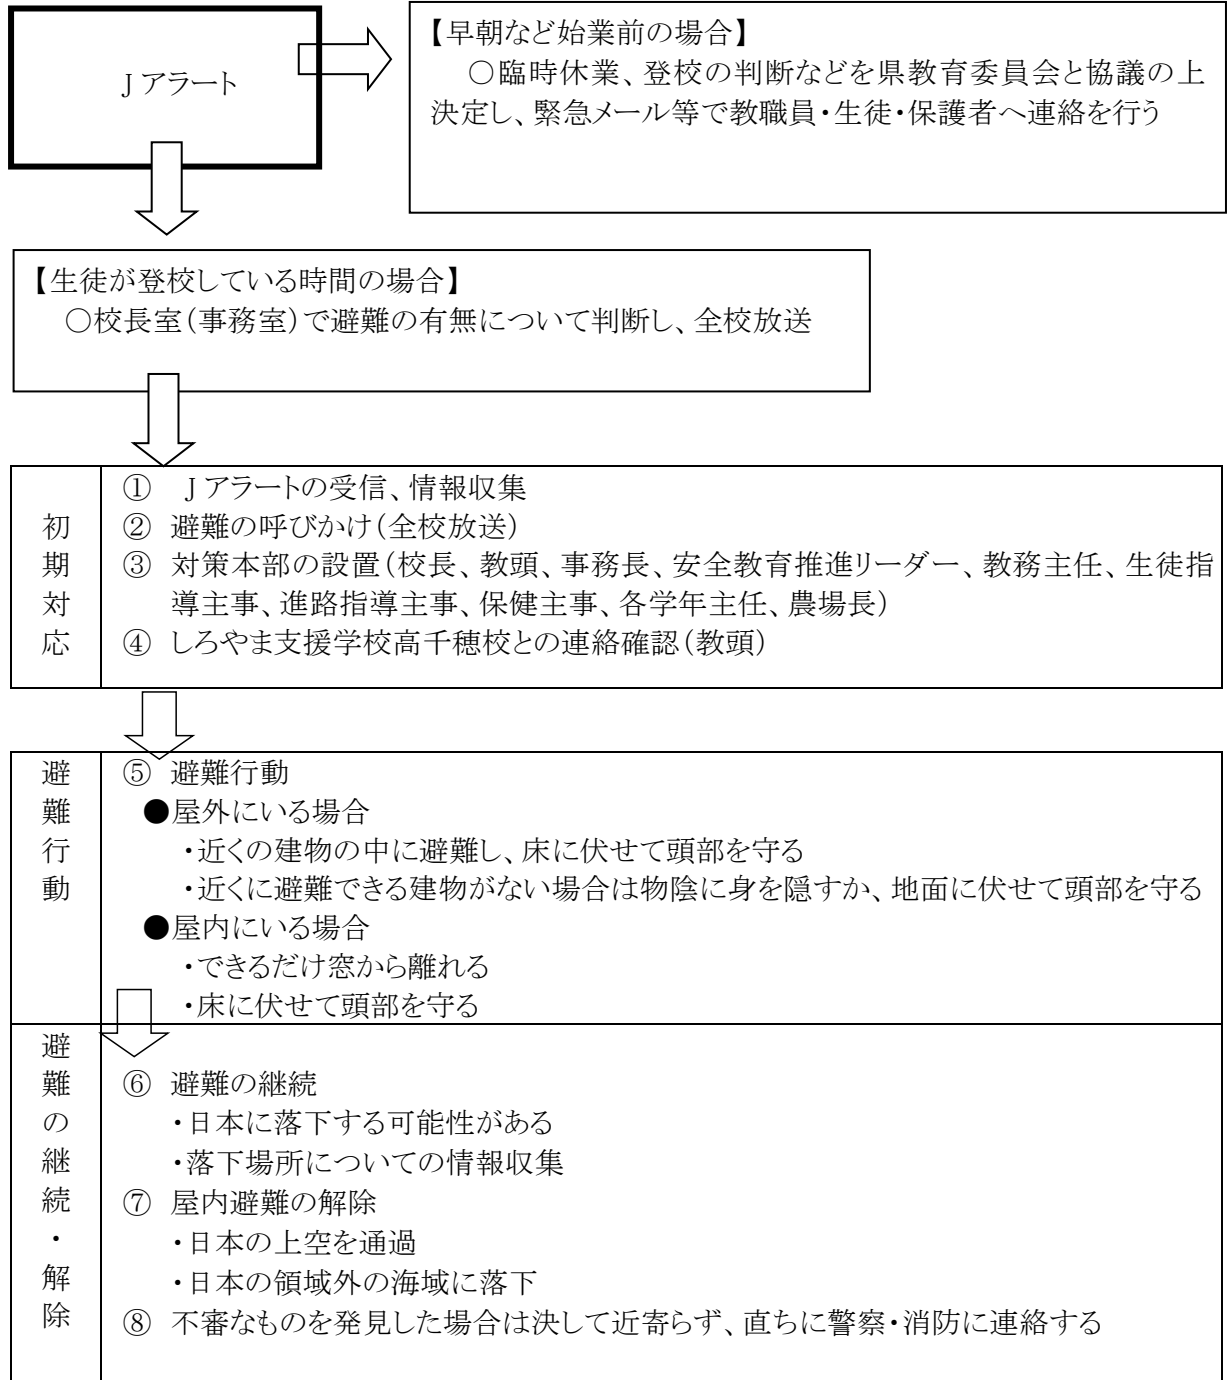 Jアラート
【早朝など始業前の場合】
○臨時休業、登校の判断などを県教育委員会と協議の上
決定し、緊急メール等で教職員・生徒・保護者へ連絡を行う
【生徒が登校している時間の場合】
○校長室(事務室)で避難の有無について判断し、全校放送
初期対応
① Jアラートの受信、情報収集
② 避難の呼びかけ(全校放送)
③ 対策本部の設置(校長、教頭、事務長、安全教育推進リーダー、教務主任、生徒指
導主事、進路指導主事、保健主事、各学年主任、農場長)
④ しろやま支援学校高千穂校との連絡確認(教頭)
避難行動
⑤ 避難行動
●屋外にいる場合
・近くの建物の中に避難し、床に伏せて頭部を守る
・近くに避難できる建物がない場合は物陰に身を隠すか、地面に伏せて頭部を守る
●屋内にいる場合
・できるだけ窓から離れる
・床に伏せて頭部を守る
避難の継続・解除
⑥ 避難の継続
・日本に落下する可能性がある
・落下場所についての情報収集
⑦ 屋内避難の解除
・日本の上空を通過
・日本の領域外の海域に落下
⑧ 不審なものを発見した場合は決して近寄らず、直ちに警察・消防に連絡する